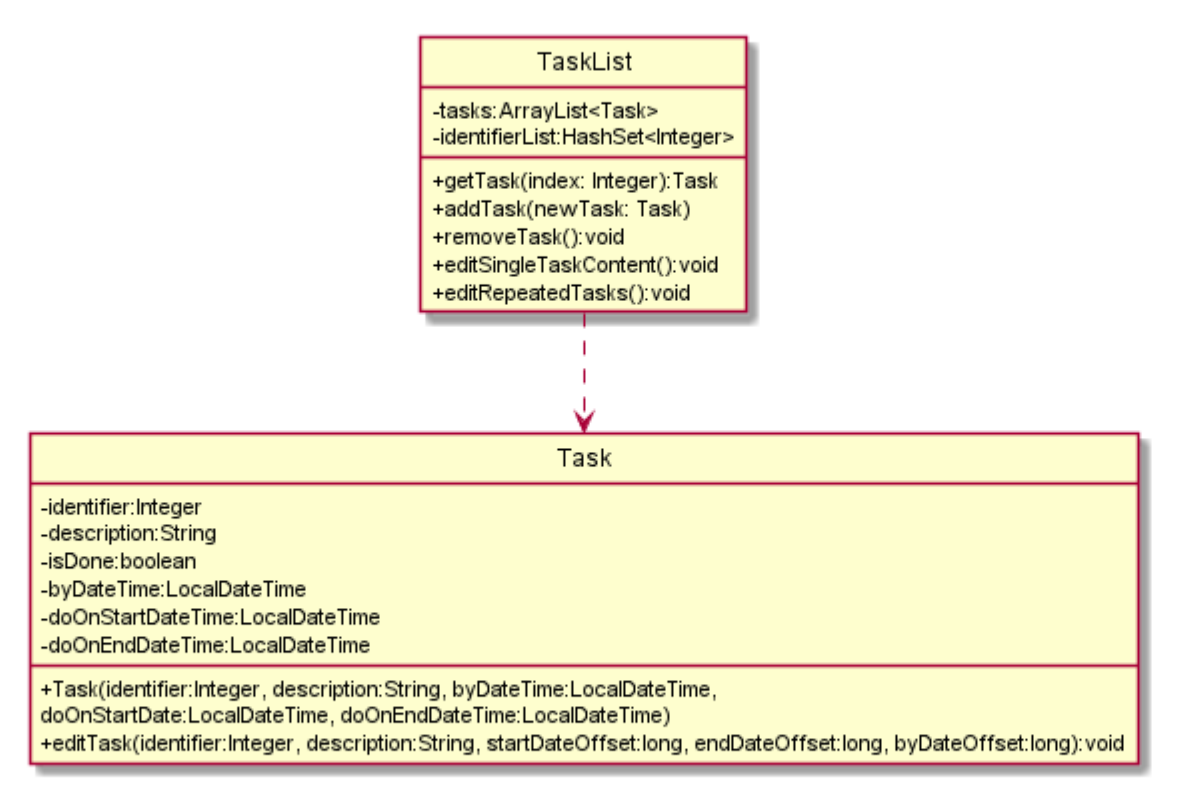 TaskList
-tasks:ArrayList<Task>
-identifierList:HashSet<Integer>
+getTask(index: Integer):Task
+addTask(newTask: Task)
+removeTask():void
+editSingleTaskContent():void
+editRepeatedTasks():void
Task
-identifier:Integer
-description:String
-isDone:boolean
-byDateTime:LocalDateTime
-doOnStartDateTime:LocalDateTime
-doOnEndDateTime:LocalDateTime
+Task(identifier:Integer, description:String, byDateTime:LocalDateTime,
doOnStartDate:LocalDateTime, doOnEndDateTime:LocalDateTime)
+editTask(identifier:Integer, description:String, startDateOffset:long, endDateOffset:long, byDateOffset:long):void